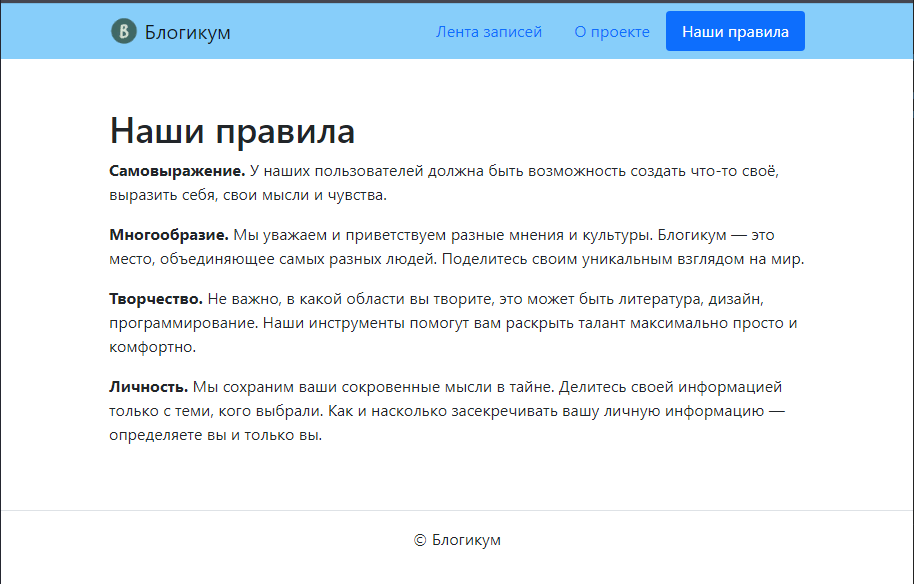 B Блогикум Лента записей О проекте Наши правила
Наши правила
Самовыражение. У наших пользователей должна быть возможность создать что-то своё,
выразить себя, свои мысли и чувства.
Многообразие. Мы уважаем и приветствуем разные мнения и культуры. Блогикум — это
место, объединяющее самых разных людей. Поделитесь своим уникальным взглядом на мир.
Творчество. Не важно, в какой области вы творите, это может быть литература, дизайн,
программирование. Наши инструменты помогут вам раскрыть талант максимально просто и
комфортно.
Личность. Мы сохраним ваши сокровенные мысли в тайне. Делитесь своей информацией
только с теми, кого выбрали. Как и насколько засекречивать вашу личную информацию —
определяете вы и только вы.
© Блогикум